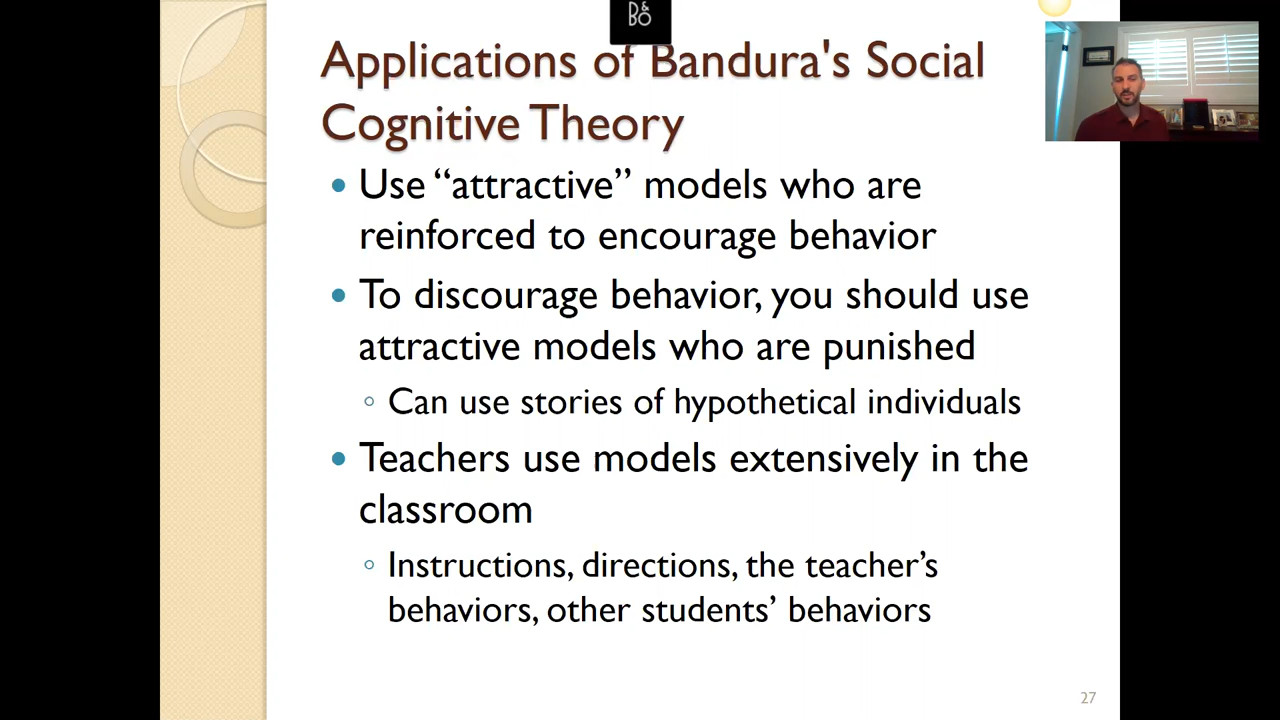 B&O
Applications of Bandura's Social
Cognitive Theory
• Use “attractive” models who are
reinforced to encourage behavior
• To discourage behavior, you should use
attractive models who are punished
◦ Can use stories of hypothetical individuals
• Teachers use models extensively in the
classroom
◦ Instructions, directions, the teacher’s
behaviors, other students’ behaviors
27